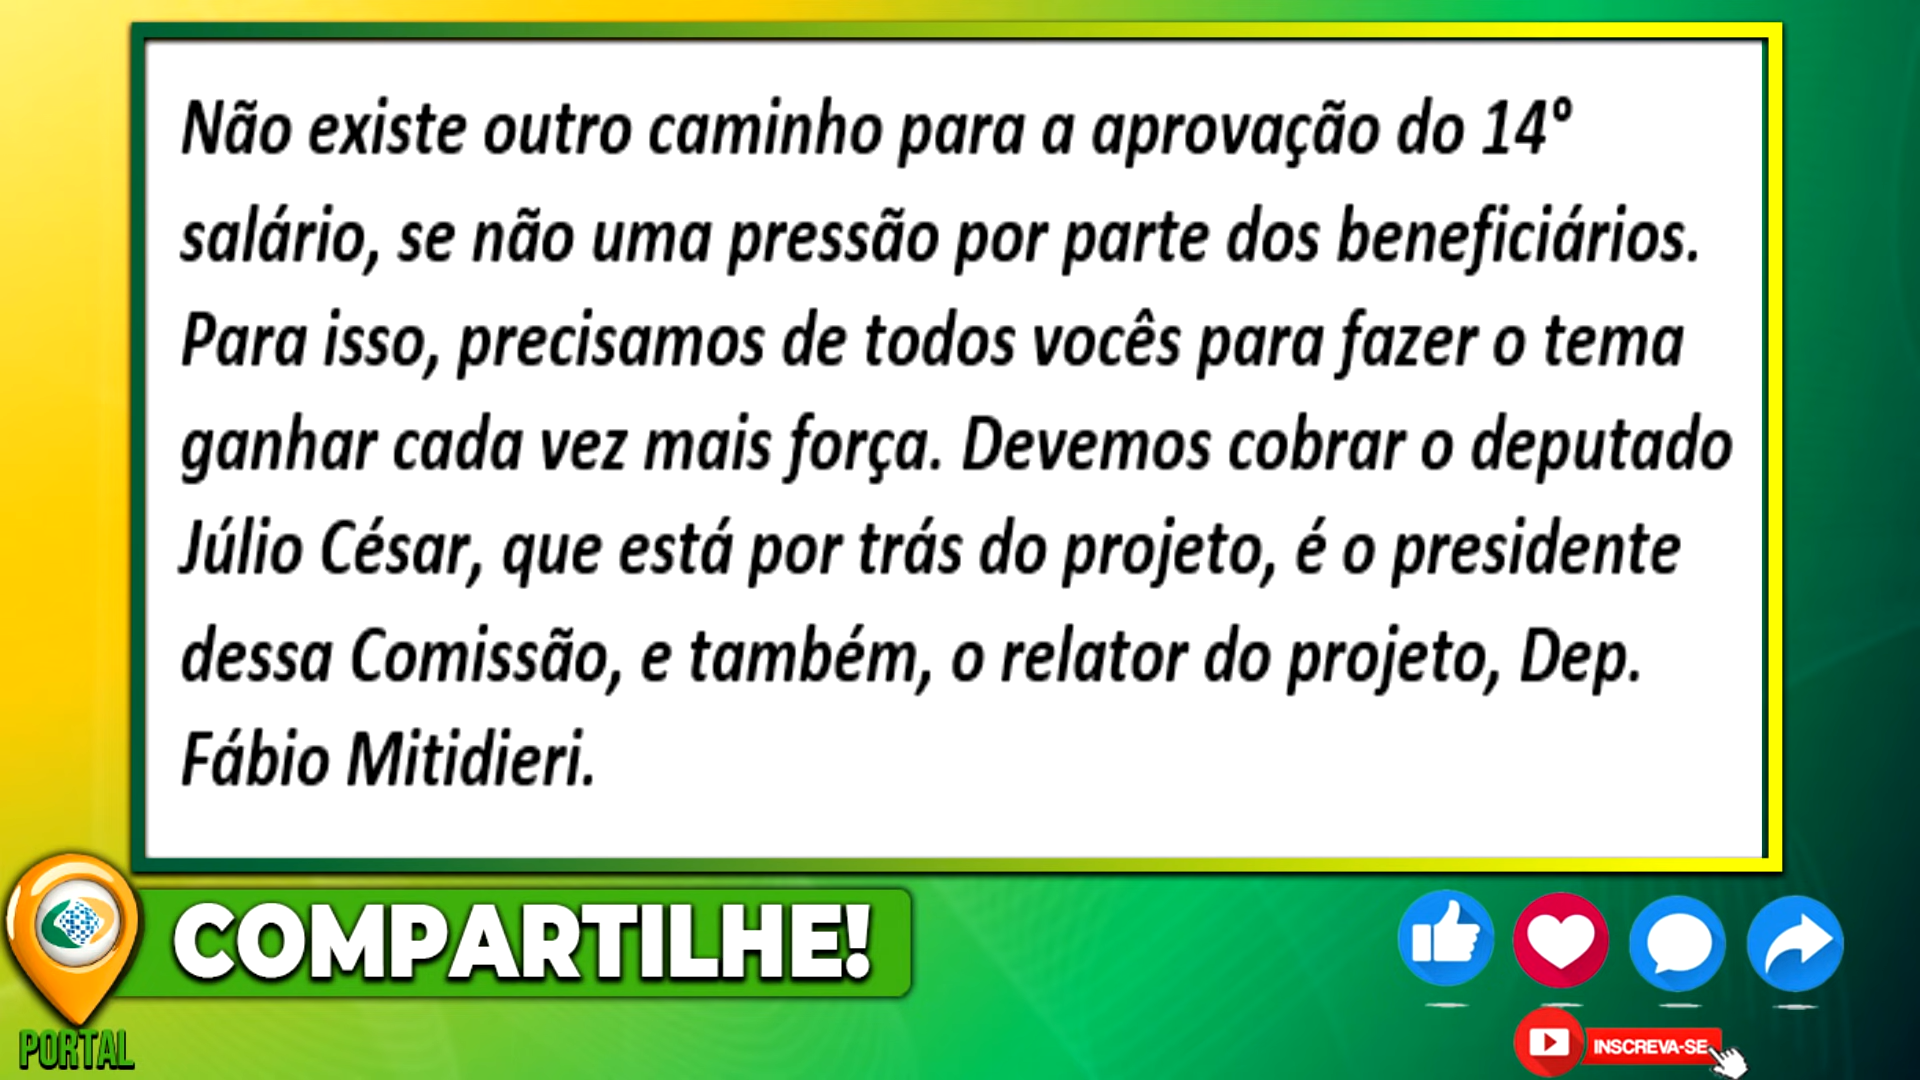 Não existe outro caminho para a aprovação do 14º
salário, se não uma pressão por parte dos beneficiários.
Para isso, precisamos de todos vocês para fazer o tema
ganhar cada vez mais força. Devemos cobrar o deputado
Júlio César, que está por trás do projeto, é o presidente
dessa Comissão, e também, o relator do projeto, Dep.
Fábio Mitidieri.
COMPARTILHE!
PORTAL
INSCREVA-SE